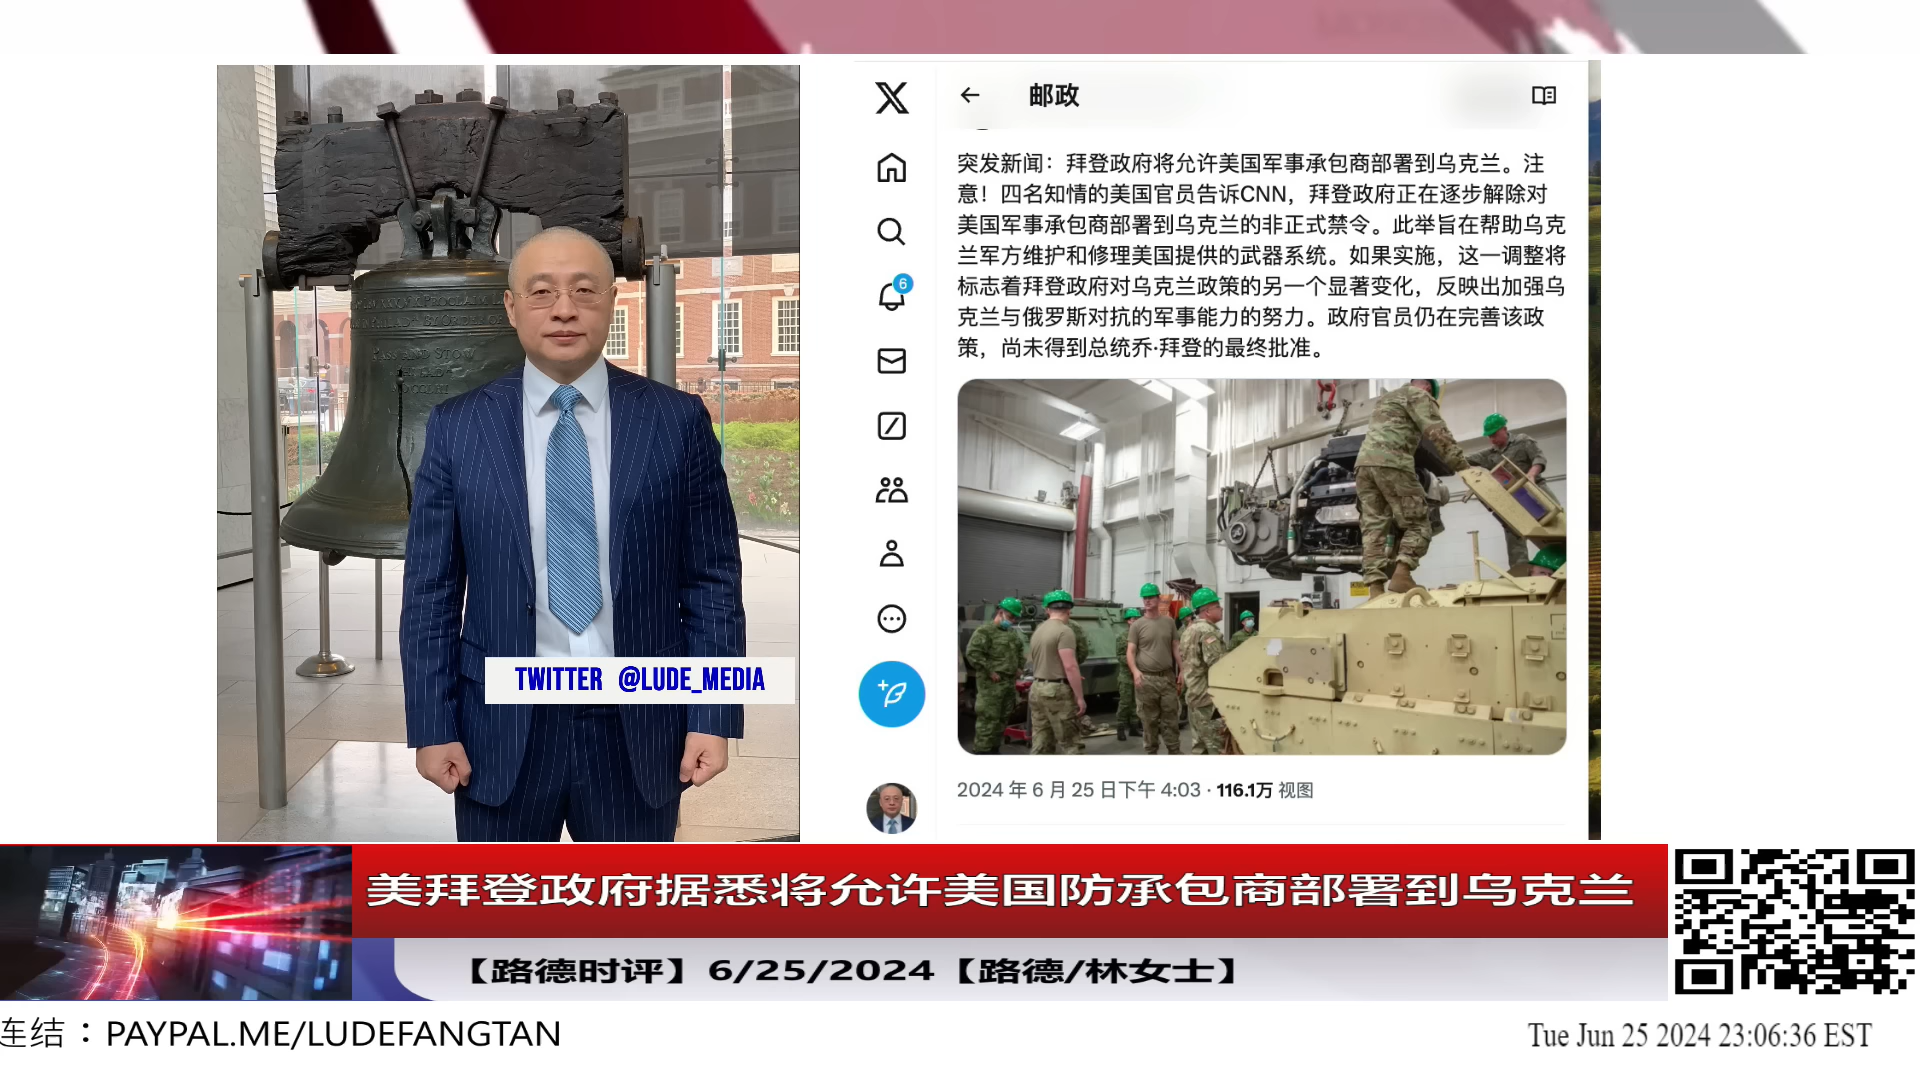 TWITTER @LUDE_MEDIA
邮政
6
突发新闻：拜登政府将允许美国军事承包商部署到乌克兰。注
意！四名知情的美国官员告诉CNN，拜登政府正在逐步解除对
美国军事承包商部署到乌克兰的非正式禁令。此举旨在帮助乌克
兰军方维护和修理美国提供的武器系统。如果实施，这一调整将
标志着拜登政府对乌克兰政策的另一个显著变化，反映出加强乌
克兰与俄罗斯对抗的军事能力的努力。政府官员仍在完善该政
策，尚未得到总统乔·拜登的最终批准。
2024 年 6 月 25 日下午 4:03 · 116.1万 视图
美拜登政府据悉将允许美国防承包商部署到乌克兰
【路德时评】6/25/2024【路德/林女士】
连结：PAYPAL.ME/LUDEFANGTAN
Tue Jun 25 2024 23:06:36 EST